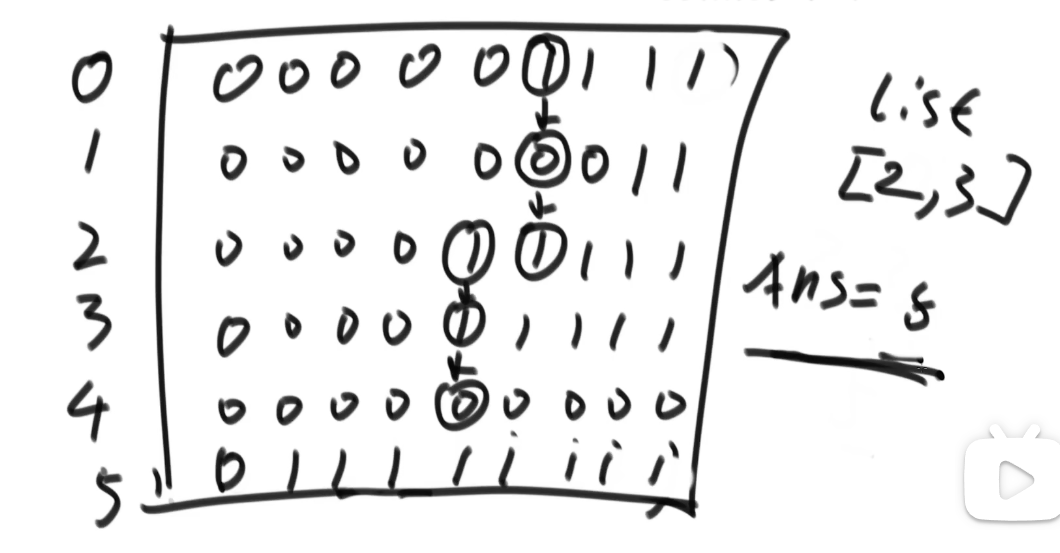 0 0 0 0 0 0 1 1 1 1
1 0 0 0 0 0 0 0 1 1
list
[2,3]
2 0 0 0 0 1 1 1 1 1
Ans = 5
3 0 0 0 0 1 1 1 1 1
4 0 0 0 0 0 0 0 0 0
5 0 1 1 1 1 1 1 1 1